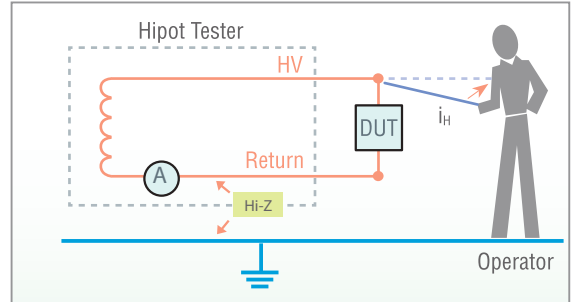 Hipot Tester
HV
DUT
iH
A
Return
Hi-Z
Operator